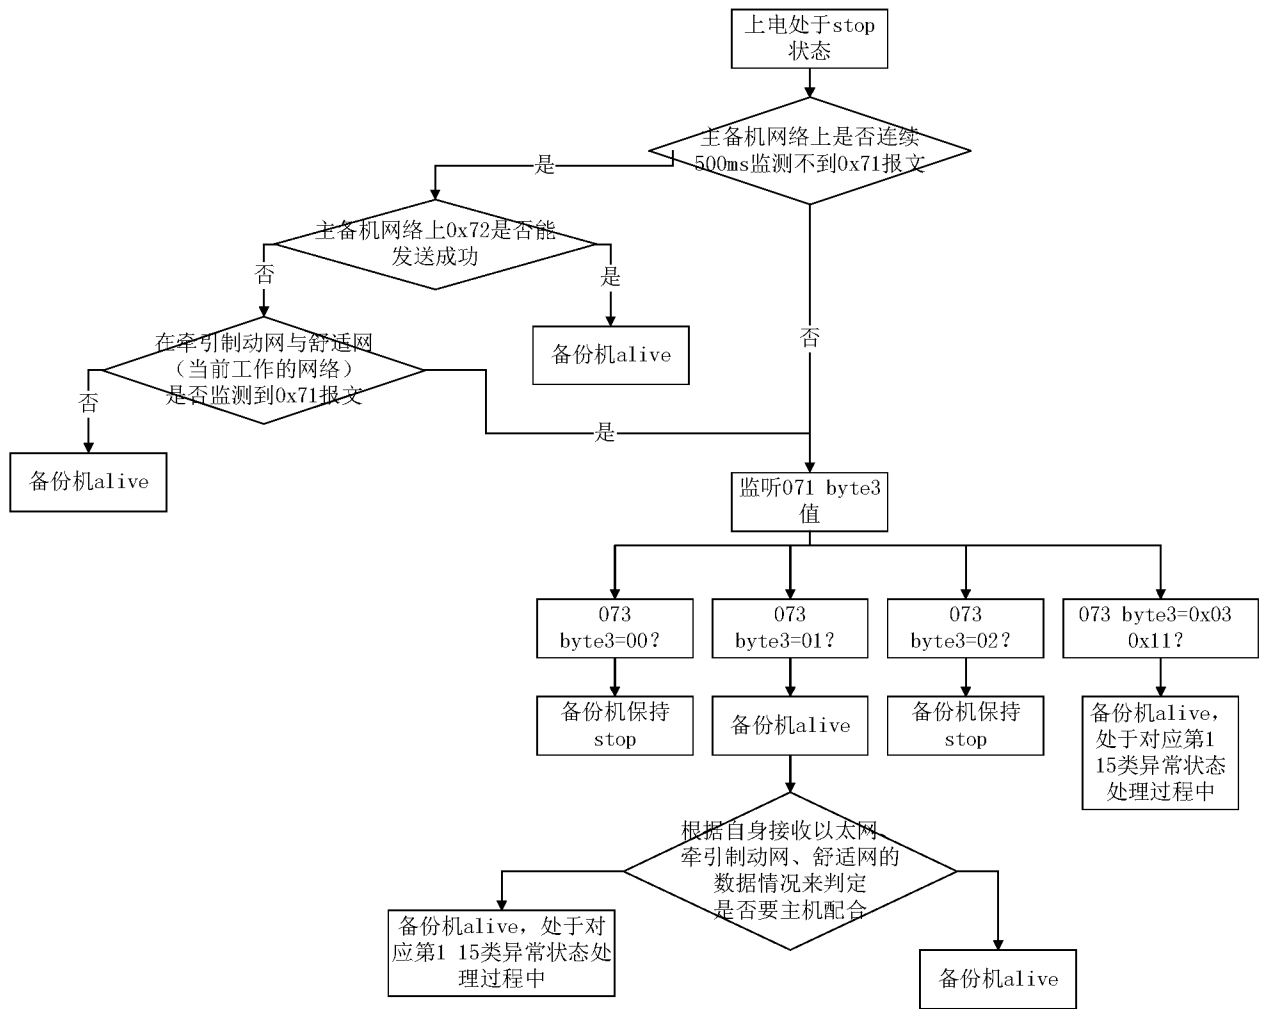 上电处于stop
状态
主备机网络上是否连续
500ms监测不到0x71报文
是
主备机网络上0x72是否能
发送成功
否
是
在牵引制动网与舒适网
（当前工作的网络）
是否监测到0x71报文
备份机alive
否
否
是
备份机alive
监听071 byte3
值
073
byte3=00？
073
byte3=01？
073
byte3=02？
073 byte3=0x03
0x11？
备份机保持
stop
备份机alive
备份机保持
stop
备份机alive，
处于对应第1
15类异常状态
处理过程中
根据自身接收以太网、
牵引制动网、舒适网的
数据情况来判定
是否要主机配合
备份机alive，处于对
应第1 15类异常状态处
理过程中
备份机alive